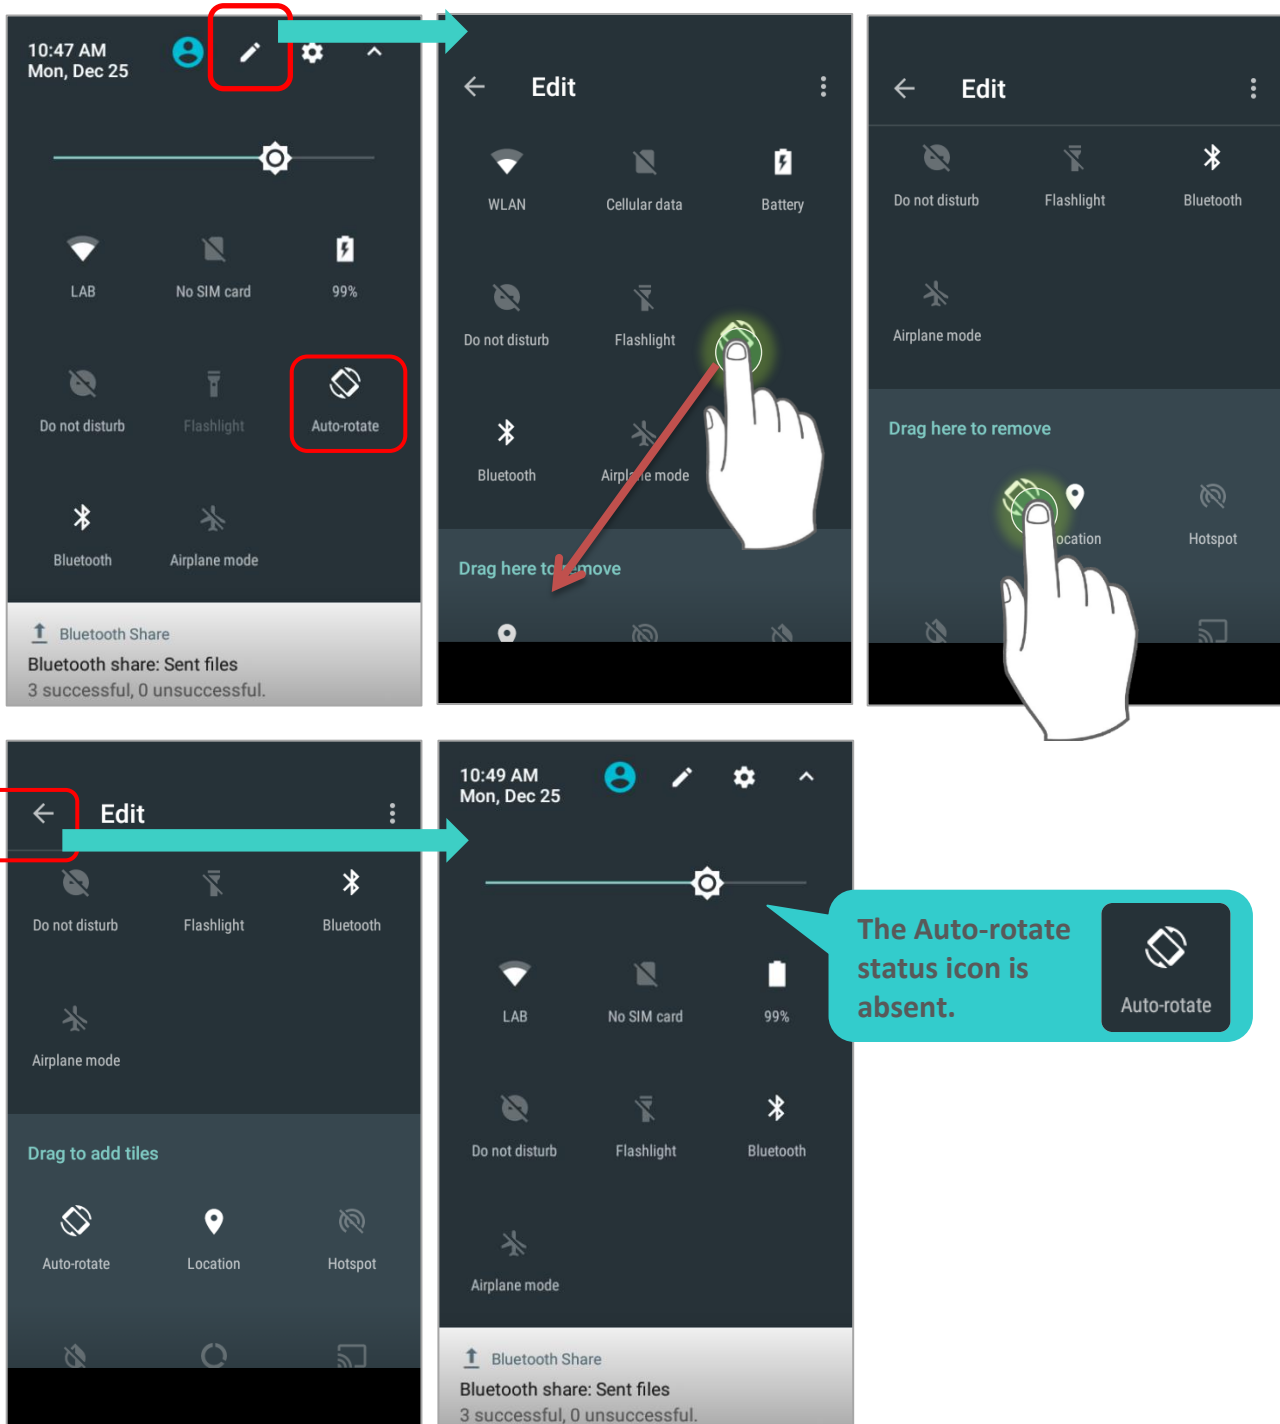 10:47 AM
Mon, Dec 25
LAB
No SIM card
99%
Do not disturb
Flashlight
Auto-rotate
Bluetooth
Airplane mode
Bluetooth Share
Bluetooth share: Sent files
3 successful, 0 unsuccessful.
Edit
WLAN
Cellular data
Battery
Do not disturb
Flashlight
Bluetooth
Airplane mode
Drag here to remove
Edit
Do not disturb
Flashlight
Bluetooth
Airplane mode
Drag here to remove
Hotspot
Edit
Do not disturb
Flashlight
Bluetooth
Airplane mode
Drag to add tiles
Auto-rotate
Location
Hotspot
10:49 AM
Mon, Dec 25
LAB
No SIM card
99%
Do not disturb
Flashlight
Bluetooth
Airplane mode
Bluetooth Share
Bluetooth share: Sent files
3 successful, 0 unsuccessful.
The Auto-rotate
status icon is
absent.
Auto-rotate